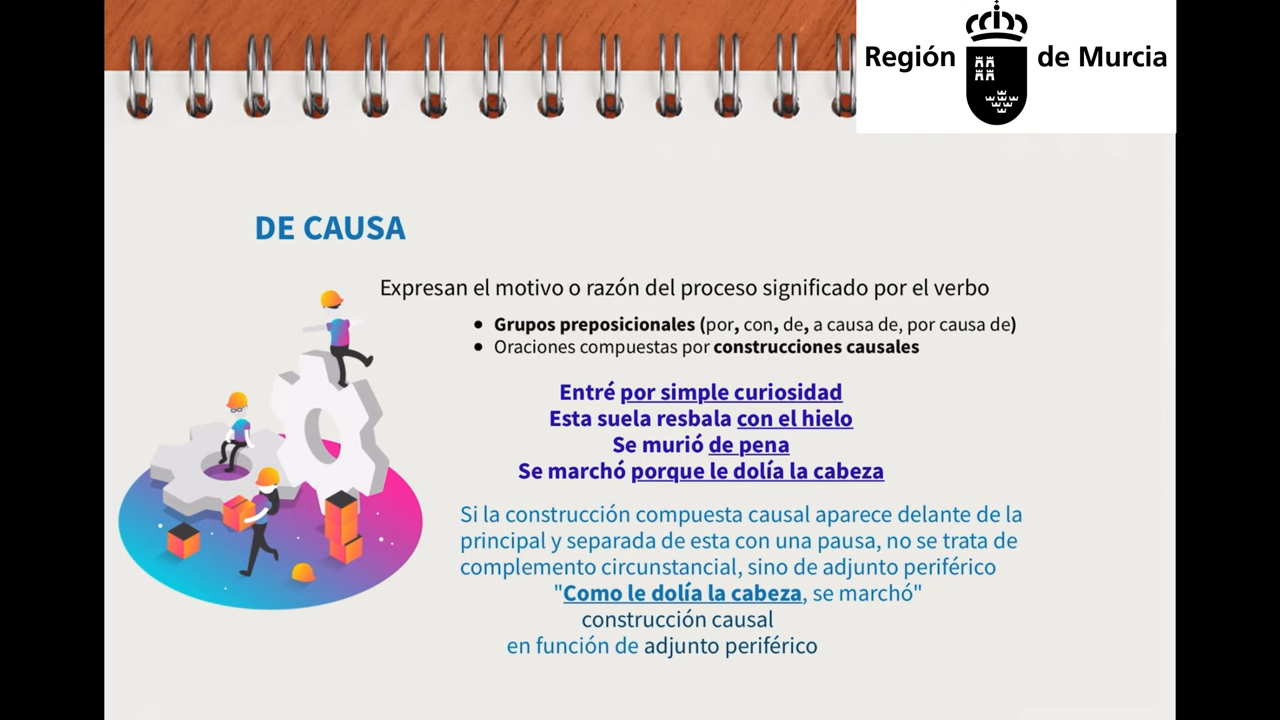 Región de Murcia
DE CAUSA
Expresan el motivo o razón del proceso significado por el verbo
• Grupos preposicionales (por, con, de, a causa de, por causa de)
• Oraciones compuestas por construcciones causales
Entré por simple curiosidad
Esta suela resbala con el hielo
Se murió de pena
Se marchó porque le dolía la cabeza
Si la construcción compuesta causal aparece delante de la
principal y separada de esta con una pausa, no se trata de
complemento circunstancial, sino de adjunto periférico
"Como le dolía la cabeza, se marchó"
construcción causal
en función de adjunto periférico